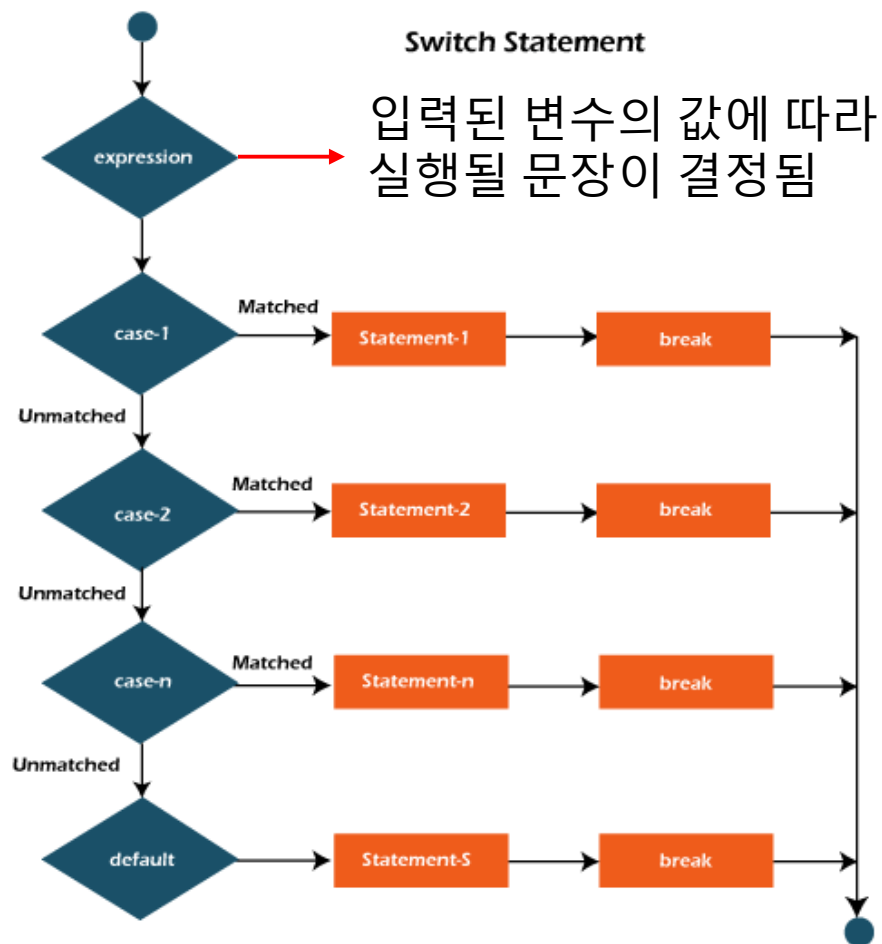 Switch Statement
입력된 변수의 값에 따라
실행될 문장이 결정됨
expression
Matched
case-1
Statement-1
break
Unmatched
Matched
case-2
Statement-2
break
Unmatched
Matched
case-n
Statement-n
break
Unmatched
default
Statement-S
break